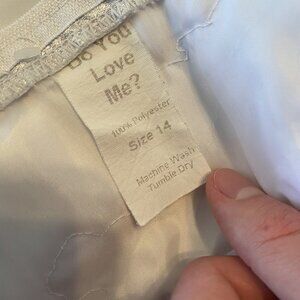 Do You
Love
Me?
100% Polyester
Size 14
Machine Wash
Tumble Dry